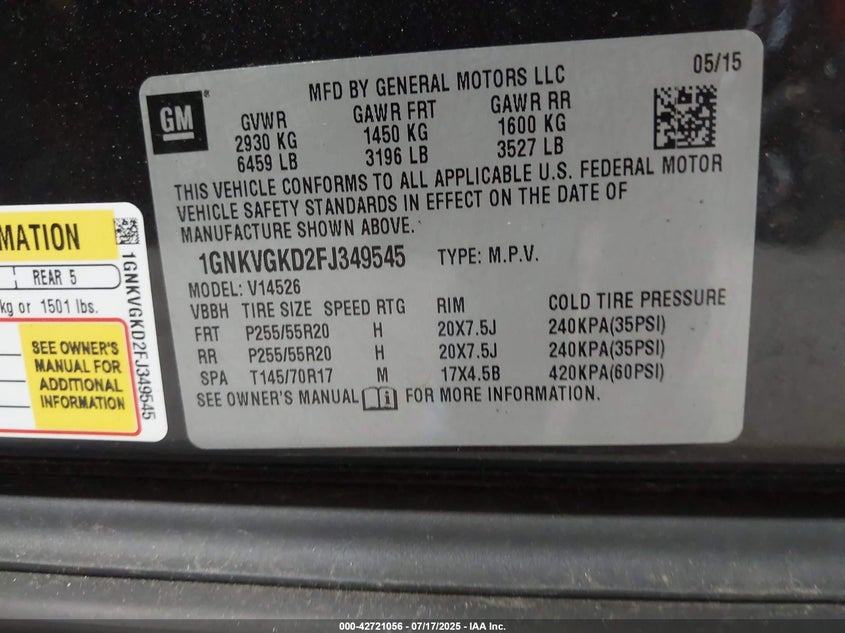 05/15
MFD BY GENERAL MOTORS LLC
GM
GVWR GAWR FRT GAWR RR
2930 KG 1450 KG 1600 KG
6459 LB 3196 LB 3527 LB
THIS VEHICLE CONFORMS TO ALL APPLICABLE U.S. FEDERAL MOTOR
VEHICLE SAFETY STANDARDS IN EFFECT ON THE DATE OF
MANUFACTURE SHOWN ABOVE.
1GNKVGKD2FJ349545 TYPE: M.P.V.
MODEL: V14526
VBBH TIRE SIZE SPEED RTG RIM COLD TIRE PRESSURE
FRT P255/55R20 H 20X7.5J 240KPA(35PSI)
RR P255/55R20 H 20X7.5J 240KPA(35PSI)
SPA T145/70R17 M 17X4.5B 420KPA(60PSI)
SEE OWNER'S MANUAL FOR MORE INFORMATION.
MATION
REAR 5
kg or 1501 lbs.
SEE OWNER'S
MANUAL FOR
ADDITIONAL
INFORMATION
1GNKVGKD2FJ349545
000-42721056 - 07/17/2025 - IAA Inc.